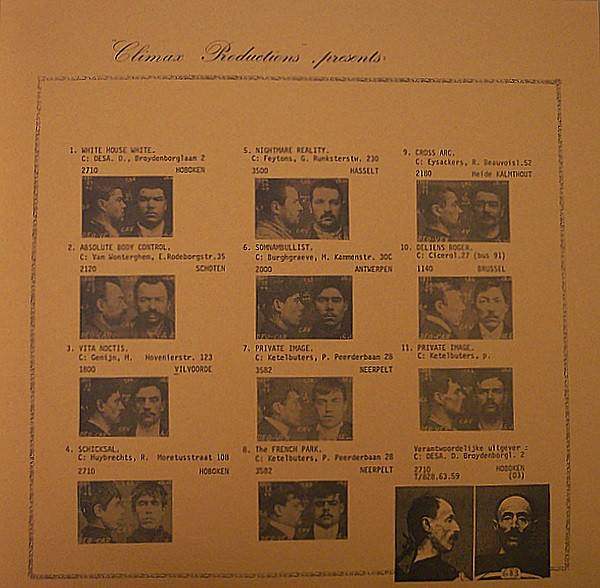 "Climax Productions" presents
1. WHITE HOUSE WHITE.
C: DESA. D., Broydenborglaan 2
2710 HOBOKEN
2. ABSOLUTE BODY CONTROL.
C: Van Wonterghem, E.Rodeborgstr.35
2120 SCHOTEN
3. VITA NOCTIS.
C: Genijn, M. Hovenierstr. 123
1800 VILVOORDE
4. SCHICKSAL.
C: Huybrechts, R. Moretusstraat 108
2710 HOBOKEN
5. NIGHTMARE REALITY.
C: Feytons, G. Runksterstw. 230
3500 HASSELT
6. SOMNAMBULIST.
C: Burghgraeve, M. Kammenstr. 30C
2000 ANTWERPEN
7. PRIVATE IMAGE.
C: Ketelbuters, P. Peerderbaan 28
3582 NEERPELT
8. The FRENCH PARK.
C: Ketelbuters, P. Peerderbaan 28
3582 NEERPELT
9. CROSS ARC.
C: Eysackers, R. Beauvoisl.52
2180 Heide KALMTHOUT
10. DELIENS ROGER.
C: Cicerol.27 (bus 91)
1140 BRUSSEL
11. PRIVATE IMAGE.
C: Ketelbuters, p.
Verantwoordelijke uitgever :
C: DESA. D. Broydenborgl. 2
2710 HOBOKEN
T/828.63.59 (03)